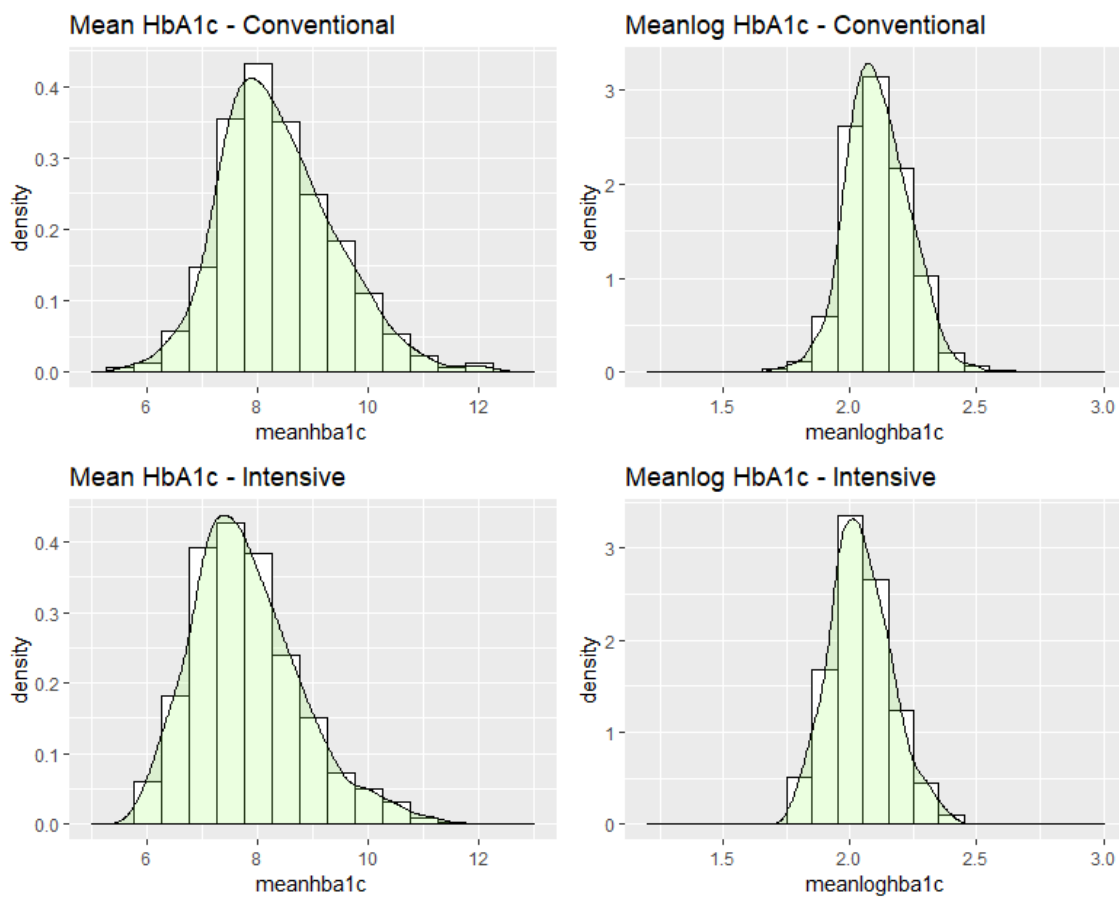 Mean HbA1c - Conventional
density
0.4
0.3
0.2
0.1
0.0
6 8 10 12
meanhba1c
Meanlog HbA1c - Conventional
density
3
2
1
0
1.5 2.0 2.5 3.0
meanloghba1c
Mean HbA1c - Intensive
density
0.4
0.3
0.2
0.1
0.0
6 8 10 12
meanhba1c
Meanlog HbA1c - Intensive
density
3
2
1
0
1.5 2.0 2.5 3.0
meanloghba1c